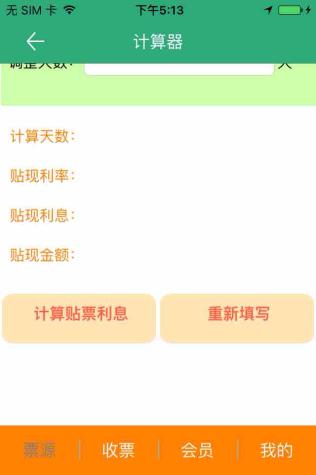 无 SIM 卡 下午5:13
计算器
调整天数： 天
计算天数：
贴现利率：
贴现利息：
贴现金额：
计算贴票利息 重新填写
票源 收票 会员 我的